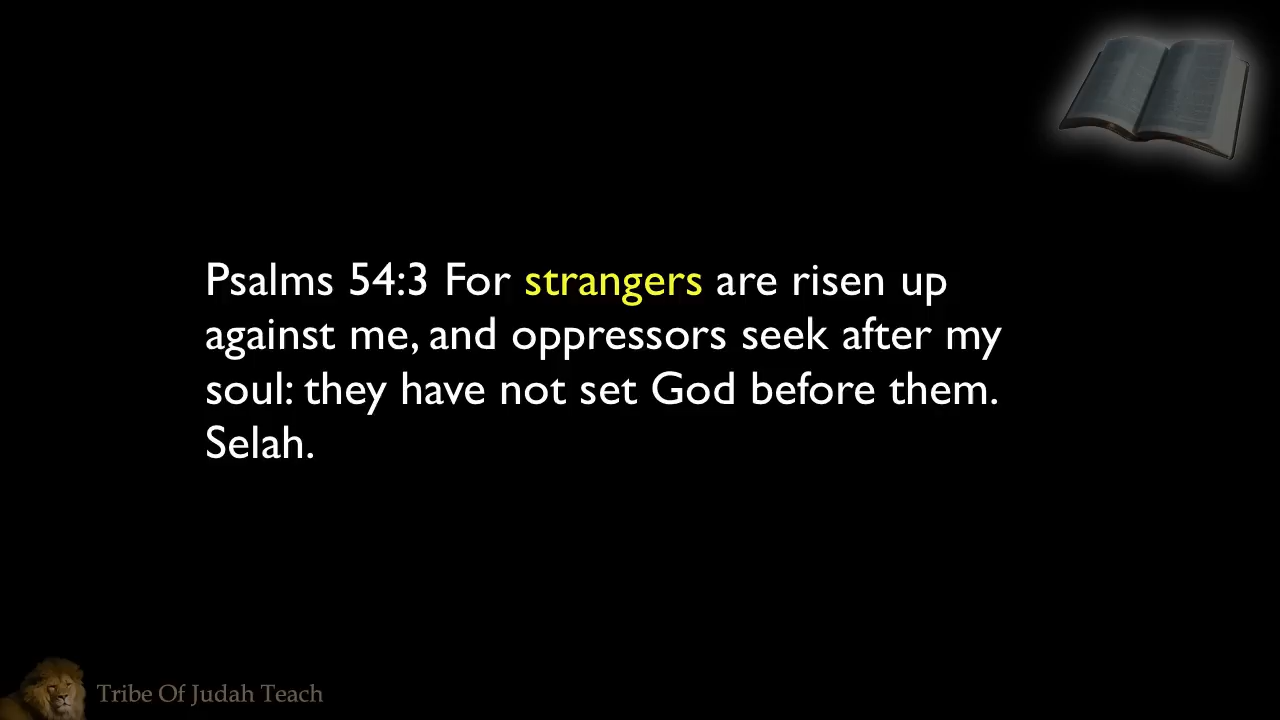 Psalms 54:3 For strangers are risen up
against me, and oppressors seek after my
soul: they have not set God before them.
Selah.
Tribe Of Judah Teach